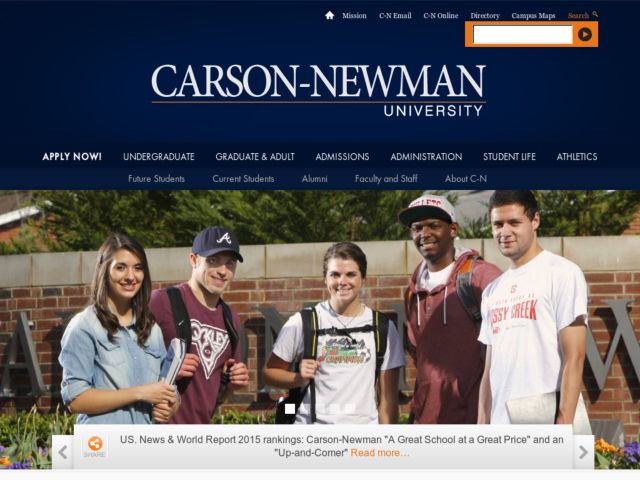 Mission C-N Email C-N Online Directory Campus Maps Search
CARSON-NEWMAN
UNIVERSITY
APPLY NOW! UNDERGRADUATE GRADUATE & ADULT ADMISSIONS ADMINISTRATION STUDENT LIFE ATHLETICS
Future Students Current Students Alumni Faculty and Staff About C-N
A
MOSSY CREEK
SHARE
US. News & World Report 2015 rankings: Carson-Newman "A Great School at a Great Price" and an
"Up-and-Comer" Read more...